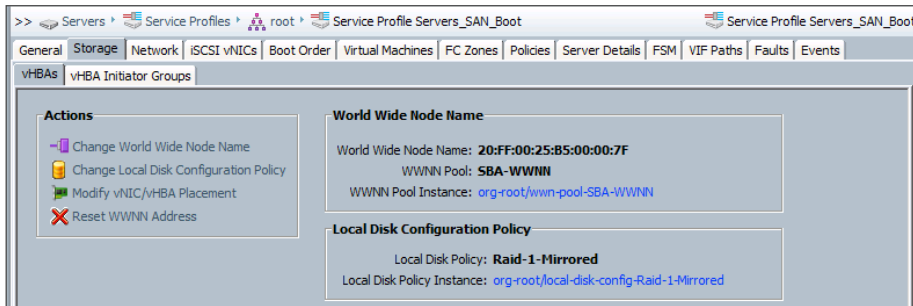 >> Servers Service Profiles root Service Profile Servers_SAN_Boot Service Profile Servers_SAN_Boot
General Storage Network iSCSI vNICs Boot Order Virtual Machines FC Zones Policies Server Details FSM VIF Paths Faults Events
vHBAs vHBA Initiator Groups
Actions
Change World Wide Node Name
Change Local Disk Configuration Policy
Modify vNIC/vHBA Placement
Reset WWNN Address
World Wide Node Name
World Wide Node Name: 20:FF:00:25:B5:00:00:7F
WWNN Pool: SBA-WWNN
WWNN Pool Instance: org-root/wwn-pool-SBA-WWNN
Local Disk Configuration Policy
Local Disk Policy: Raid-1-Mirrored
Local Disk Policy Instance: org-root/local-disk-config-Raid-1-Mirrored